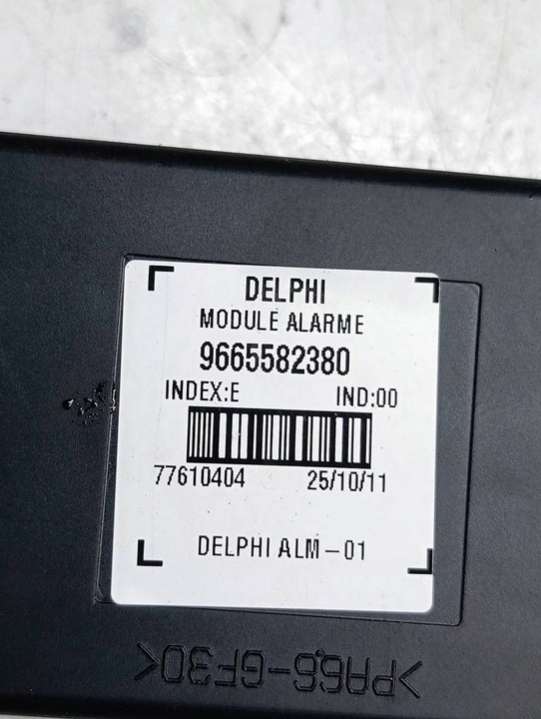 DELPHI
MODULE ALARME
9665582380
INDEX:E IND:00
77610404 25/10/11
DELPHI ALM-01
>PA66-GF30<